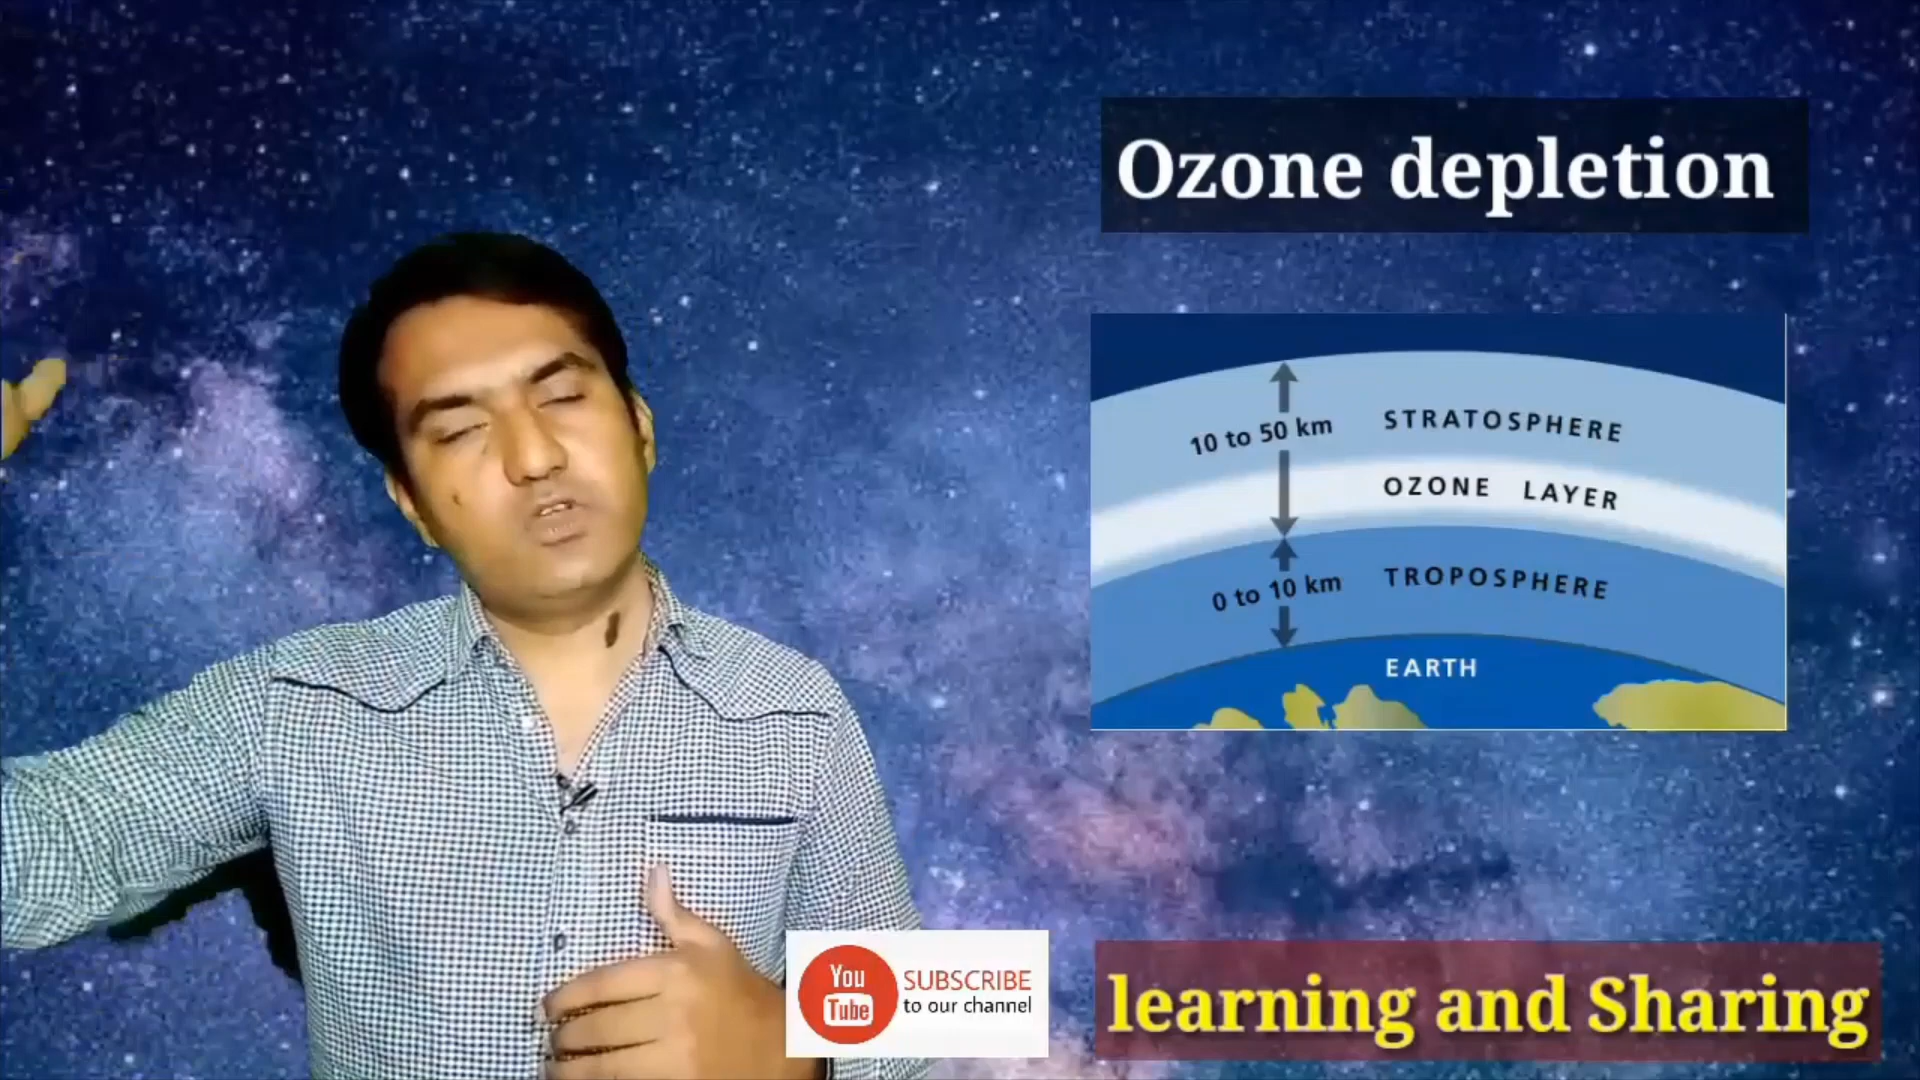 Ozone depletion
10 to 50 km
STRATOSPHERE
OZONE LAYER
0 to 10 km
TROPOSPHERE
EARTH
You
Tube
SUBSCRIBE
to our channel
learning and Sharing